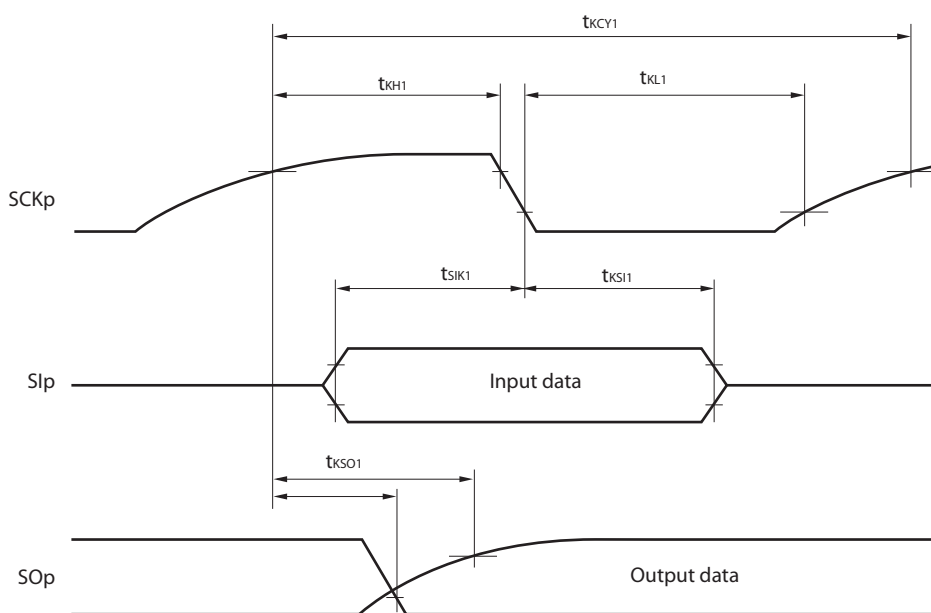 tKCY1
tKH1
tKL1
SCKp
tSIK1
tKSI1
SIp
Input data
tKSO1
SOp
Output data